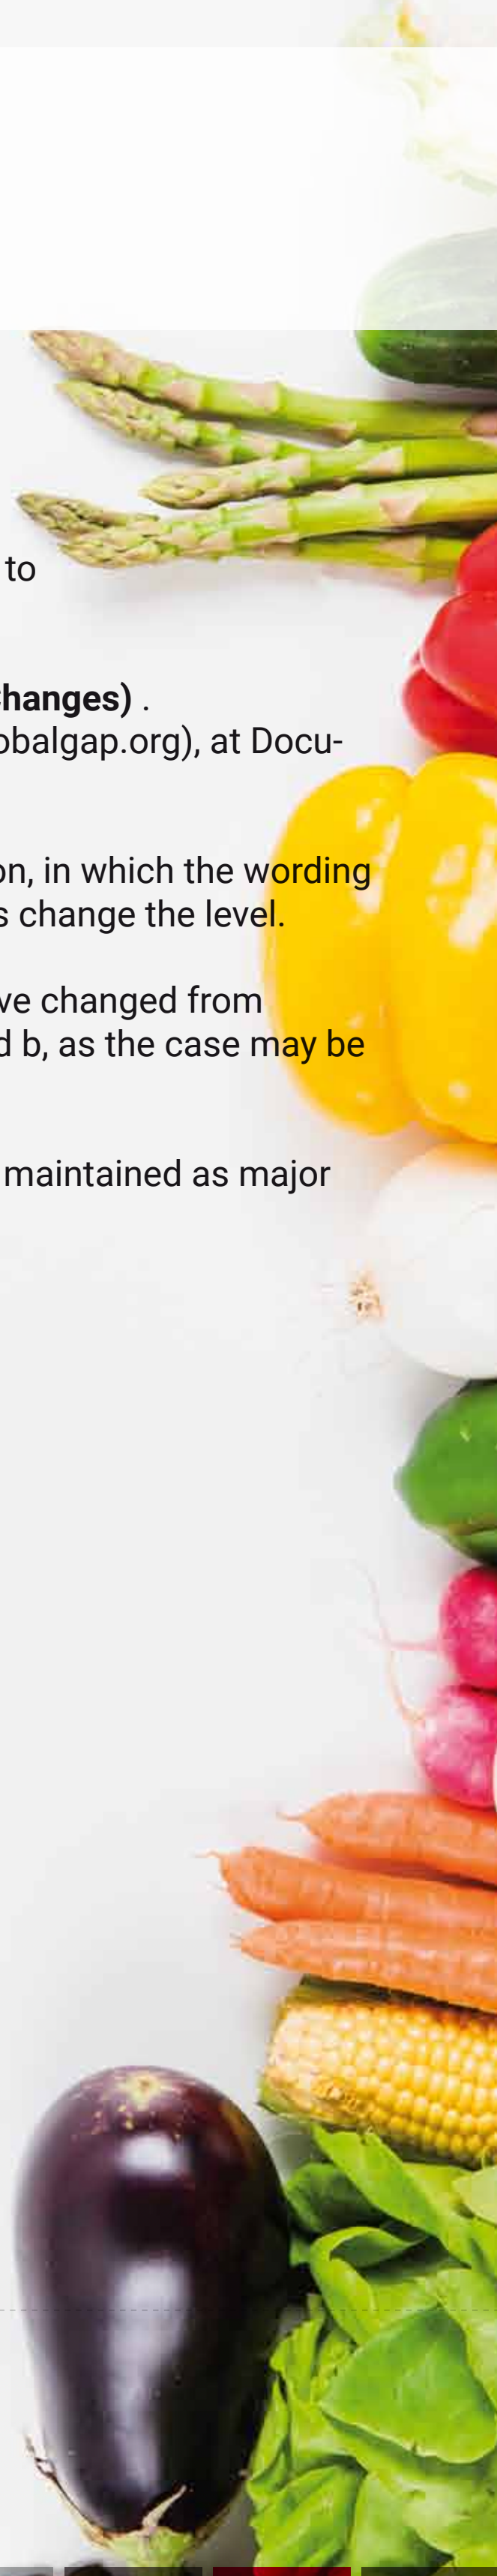 to
hanges) .
obalgap.org), at Docu-
on, in which the wording
s change the level.
ve changed from
d b, as the case may be
maintained as major